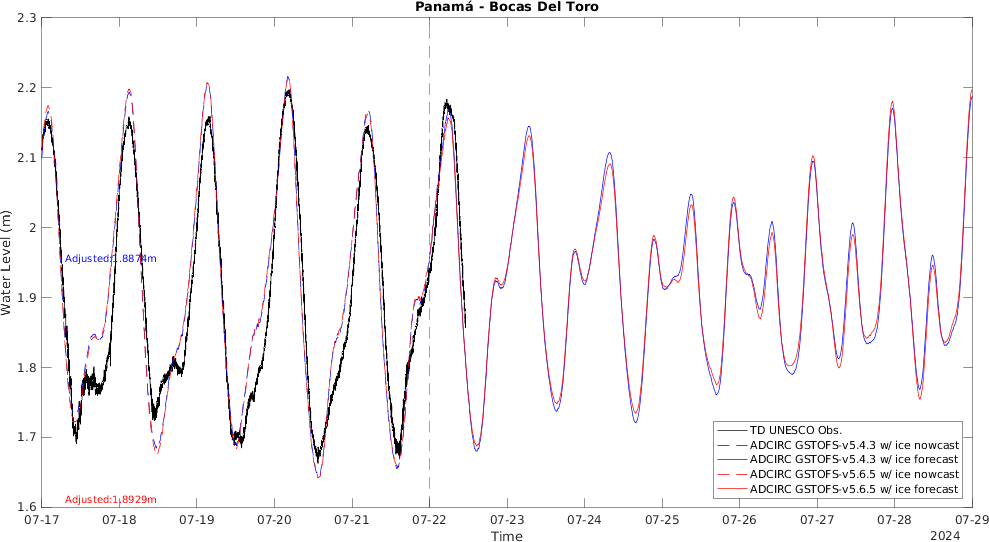 Panamá - Bocas Del Toro
2.3
2.2
2.1
2
1.9
1.8
1.7
1.6
Water Level (m)
Adjusted:1.8874m
Adjusted:1.8929m
TD UNESCO Obs.
ADCIRC GSTOFS-v5.4.3 w/ ice nowcast
ADCIRC GSTOFS-v5.4.3 w/ ice forecast
ADCIRC GSTOFS-v5.6.5 w/ ice nowcast
ADCIRC GSTOFS-v5.6.5 w/ ice forecast
07-17 07-18 07-19 07-20 07-21 07-22 07-23 07-24 07-25 07-26 07-27 07-28 07-29
Time
2024